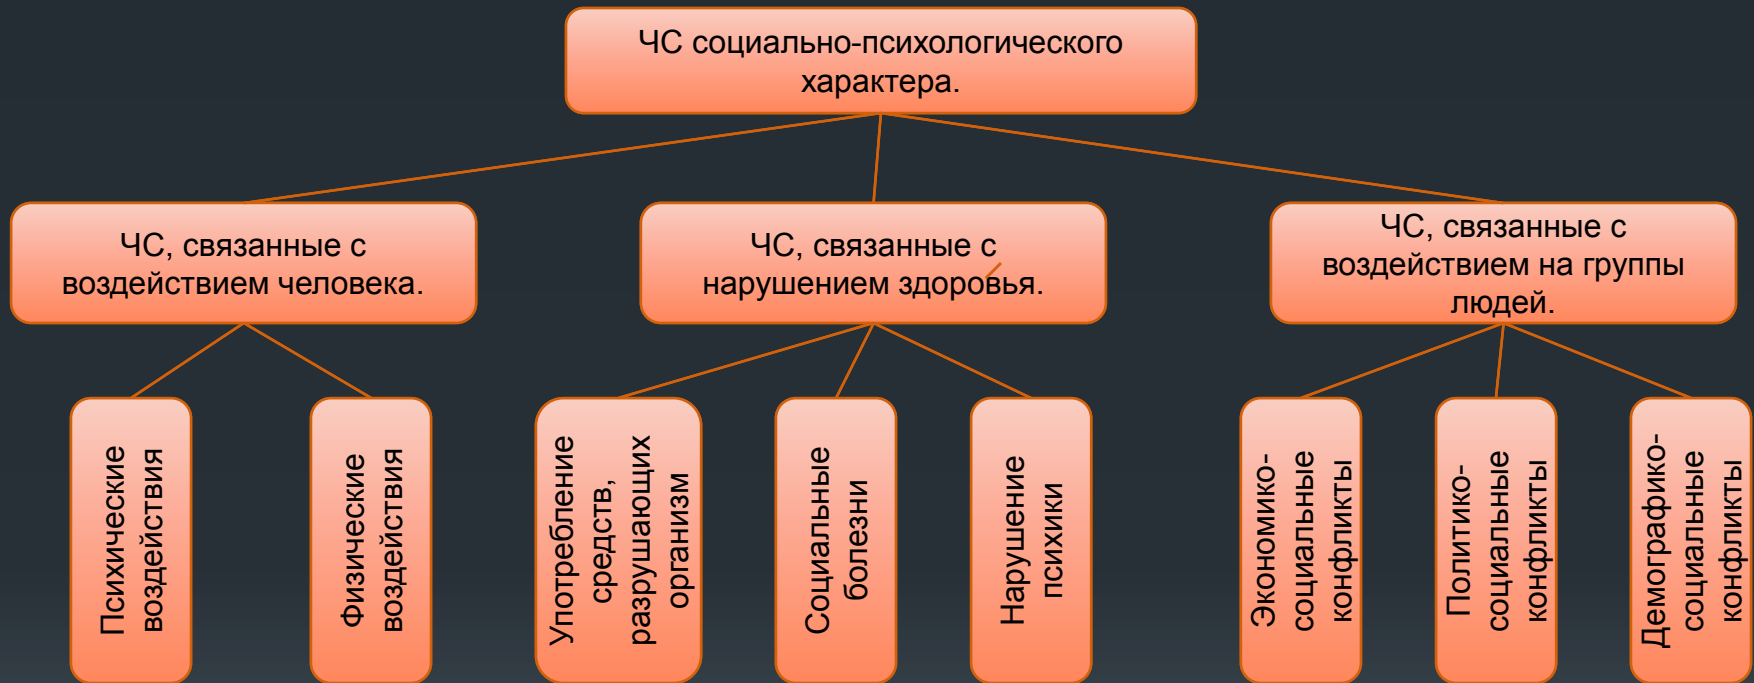 ЧС социально-психологического
характера.
ЧС, связанные с
воздействием человека.
ЧС, связанные с
нарушением здоровья.
ЧС, связанные с
воздействием на группы
людей.
Психические
воздействия
Физические
воздействия
Употребление
средств,
разрушающих
организм
Социальные
болезни
Нарушение
психики
Экономико-
социальные
конфликты
Политико-
социальные
конфликты
Демографико-
социальные
конфликты